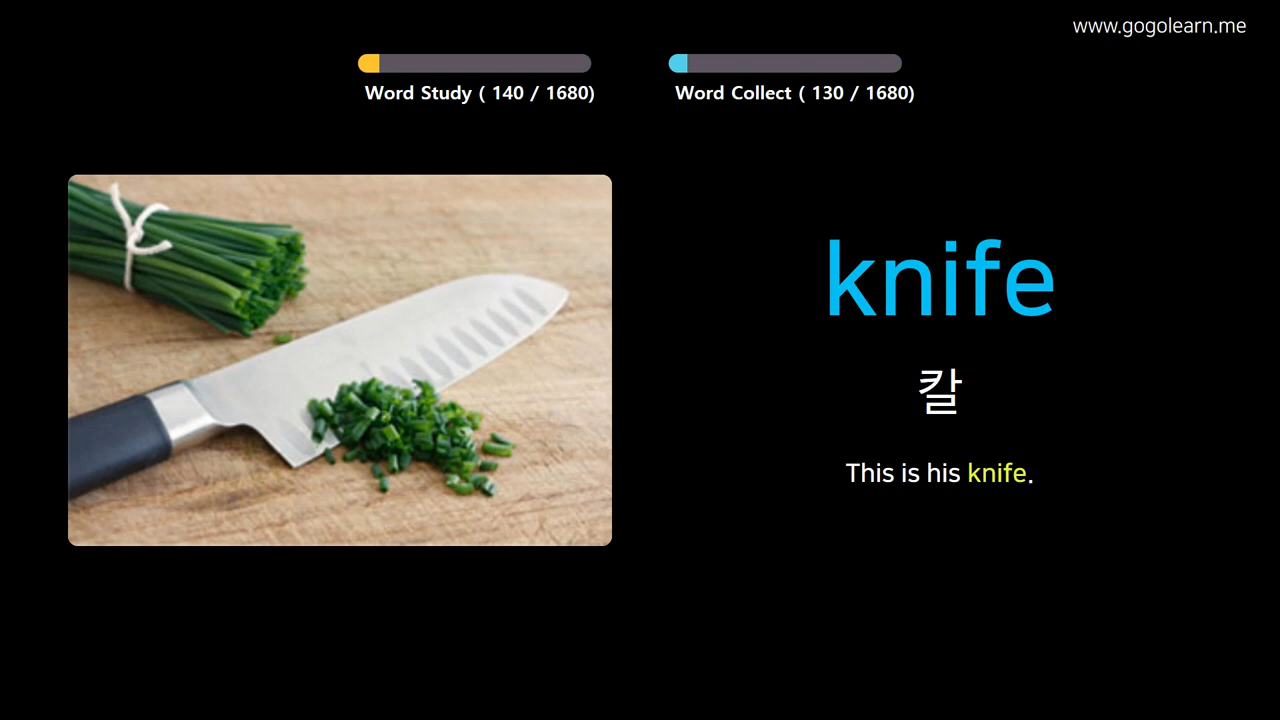 www.gogolearn.me
Word Study ( 140 / 1680)
Word Collect ( 130 / 1680)
knife
칼
This is his knife.